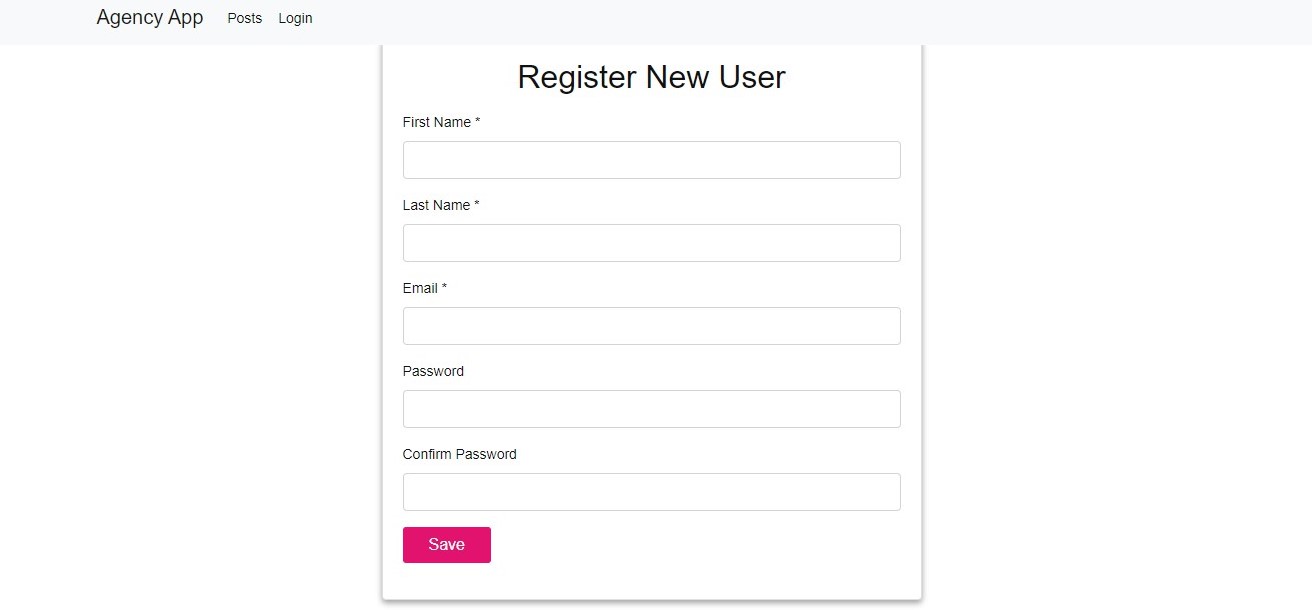 Agency App Posts Login
Register New User
First Name *
Last Name *
Email *
Password
Confirm Password
Save